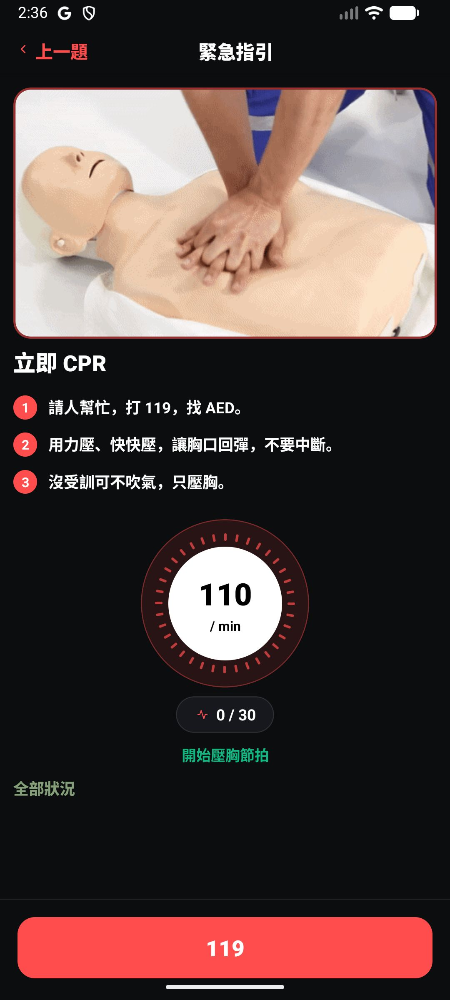 2:36
上一題
緊急指引
立即 CPR
1 請人幫忙，打 119，找 AED。
2 用力壓、快快壓，讓胸口回彈，不要中斷。
3 沒受訓可不吹氣，只壓胸。
110
/ min
0 / 30
開始壓胸節拍
全部狀況
119